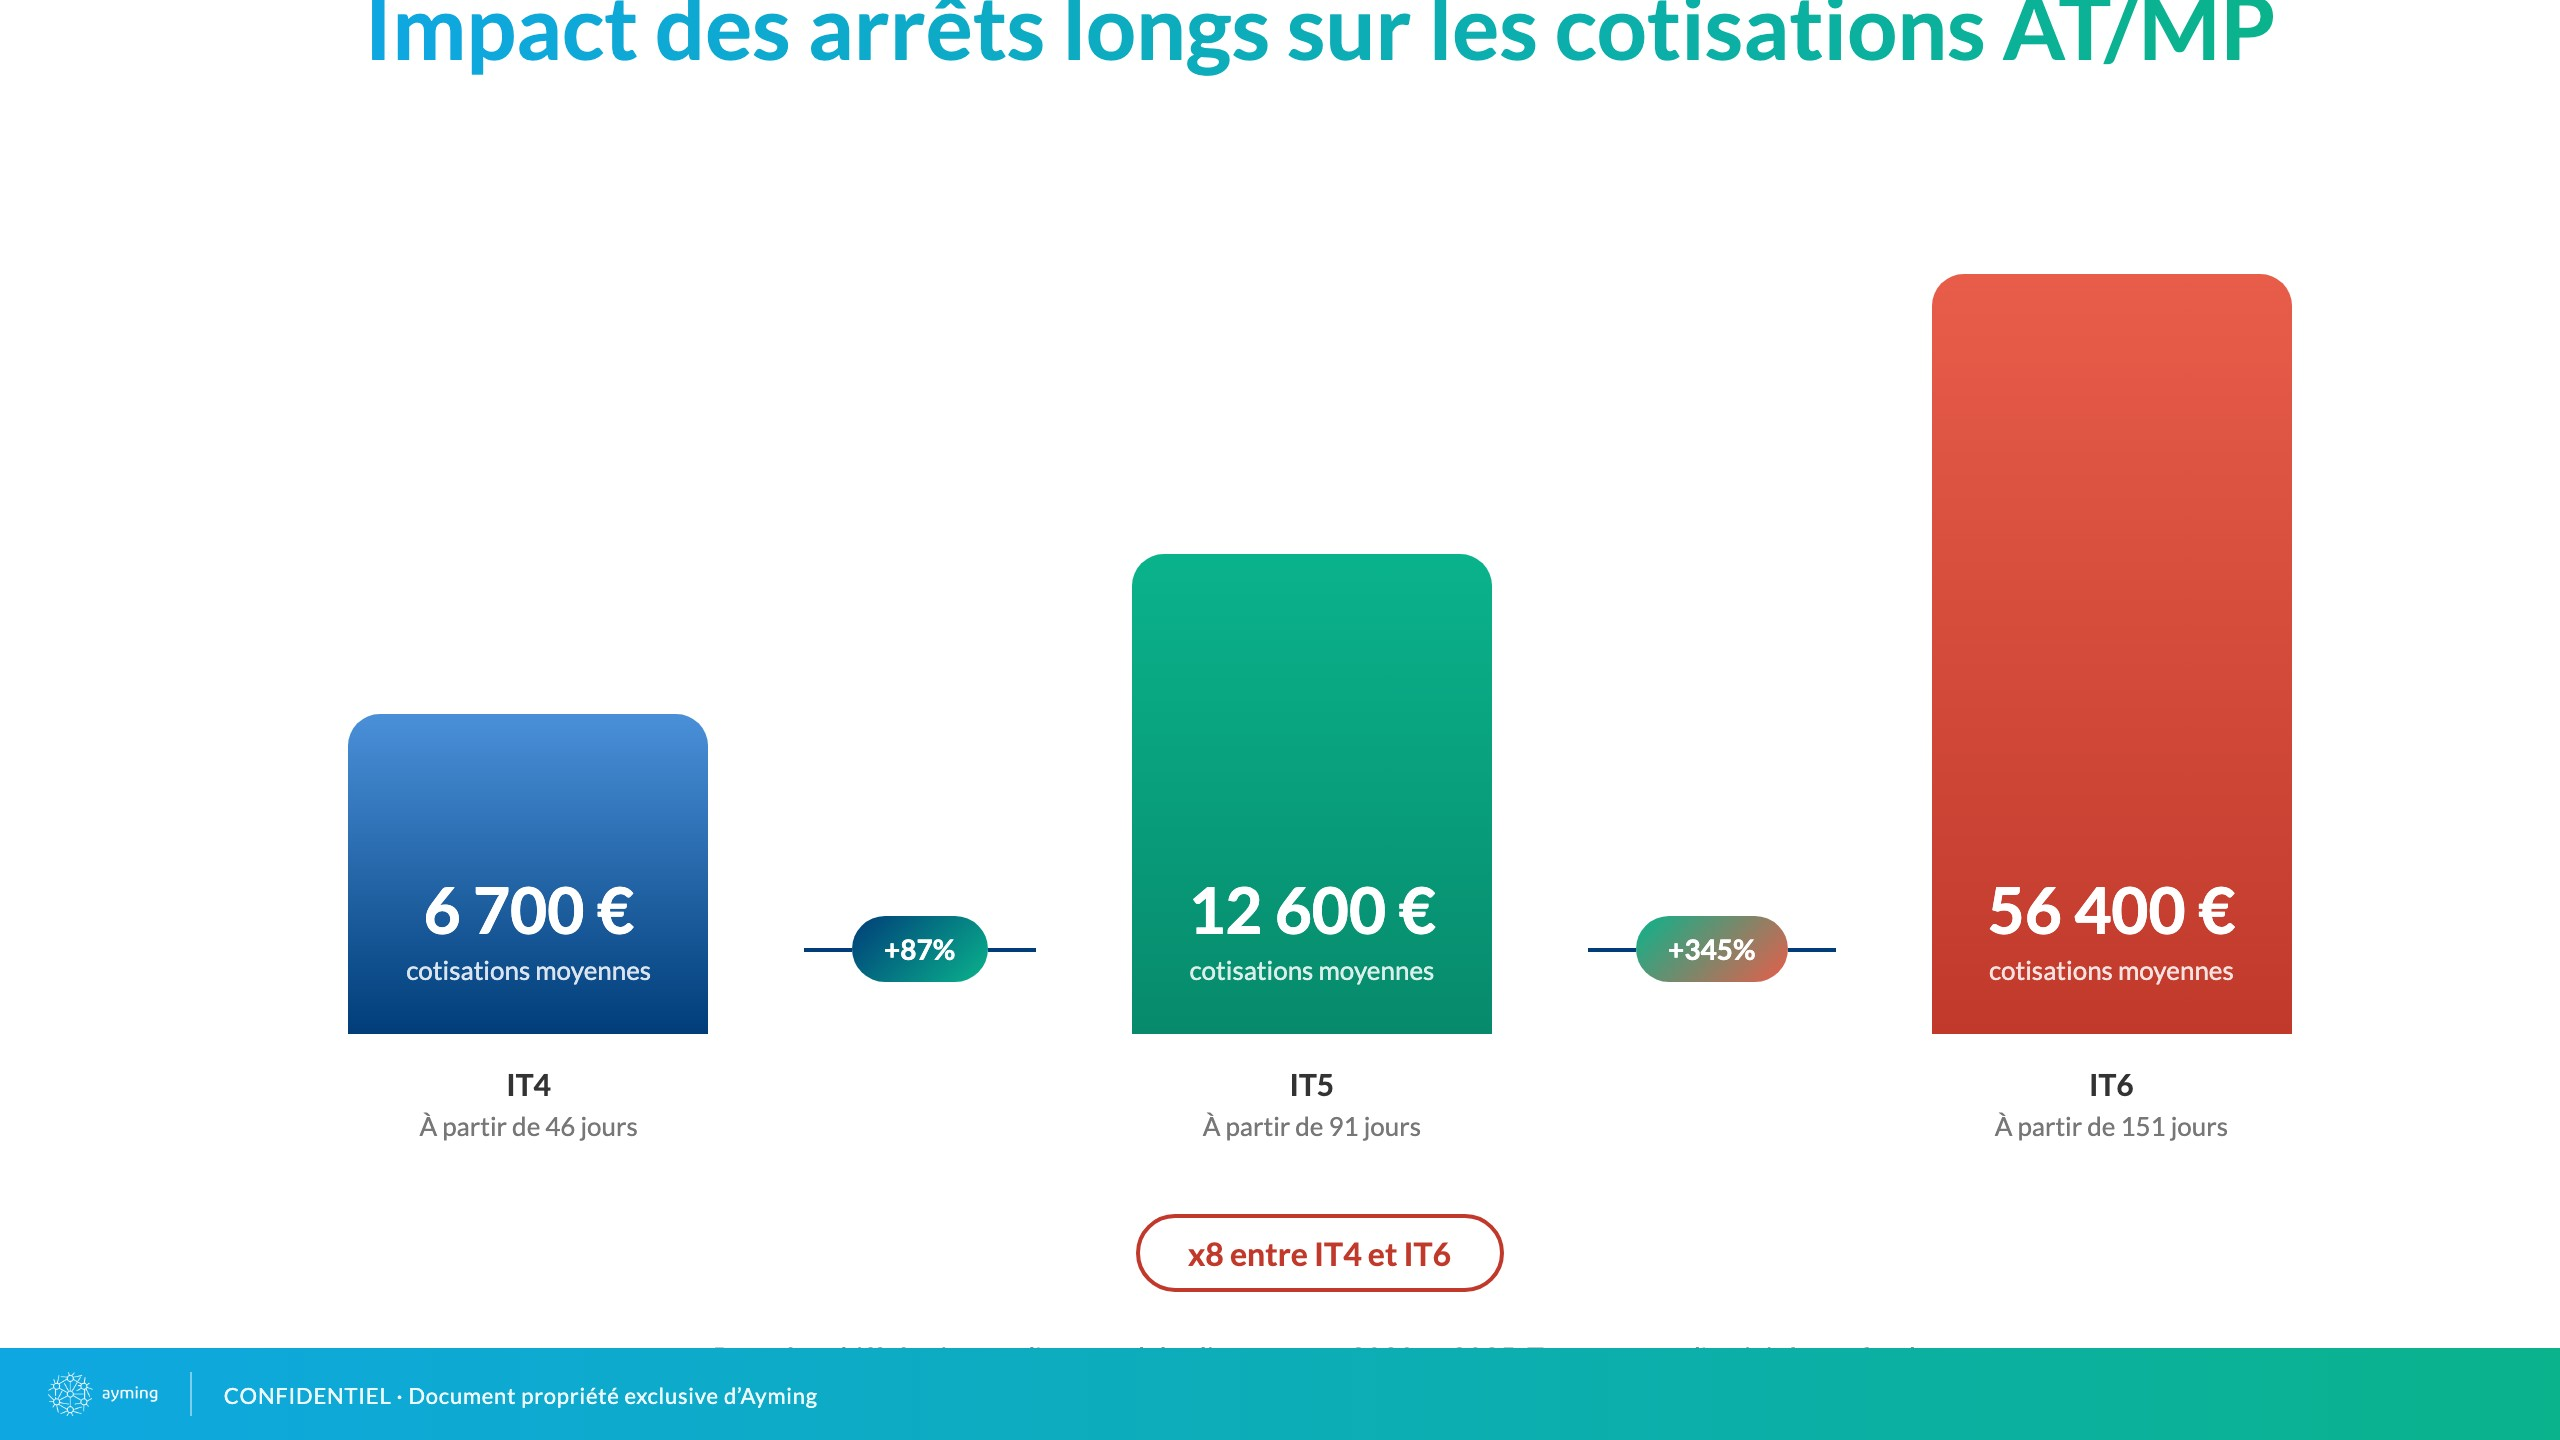 Impact des arrêts longs sur les cotisations AT/MP
6 700 €
cotisations moyennes
+87%
12 600 €
cotisations moyennes
+345%
56 400 €
cotisations moyennes
IT4
À partir de 46 jours
IT5
À partir de 91 jours
IT6
À partir de 151 jours
x8 entre IT4 et IT6
ayming
CONFIDENTIEL · Document propriété exclusive d’Ayming